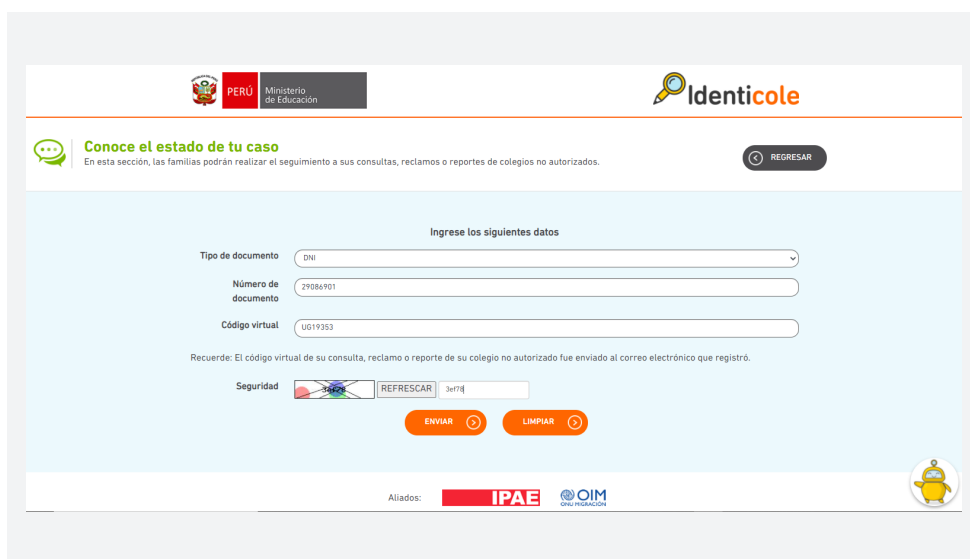 PERÚ
Ministerio
de Educación
Identicole
Conoce el estado de tu caso
En esta sección, las familias podrán realizar el seguimiento a sus consultas, reclamos o reportes de colegios no autorizados.
REGRESAR
Ingrese los siguientes datos
Tipo de documento
DNI
Número de
documento
29086901
Código virtual
UG19353
Recuerde: El código virtual de su consulta, reclamo o reporte de su colegio no autorizado fue enviado al correo electrónico que registró.
Seguridad
REFRESCAR
3ef78
ENVIAR
LIMPIAR
Aliados:
IPAE
OIM
ONU MIGRACIÓN